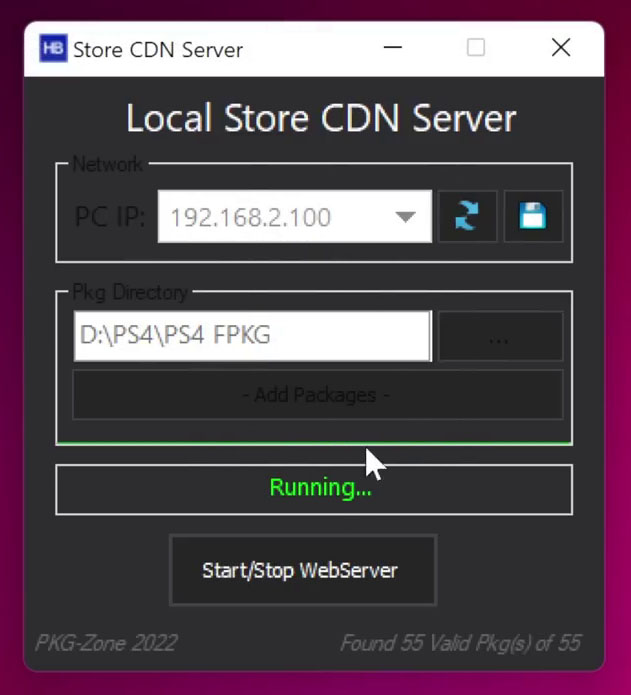 HB Store CDN Server
Local Store CDN Server
Network
PC IP: 192.168.2.100
Pkg Directory
D:\PS4\PS4 FPKG ...
- Add Packages -
Running...
Start/Stop WebServer
PKG-Zone 2022 Found 55 Valid Pkg(s) of 55